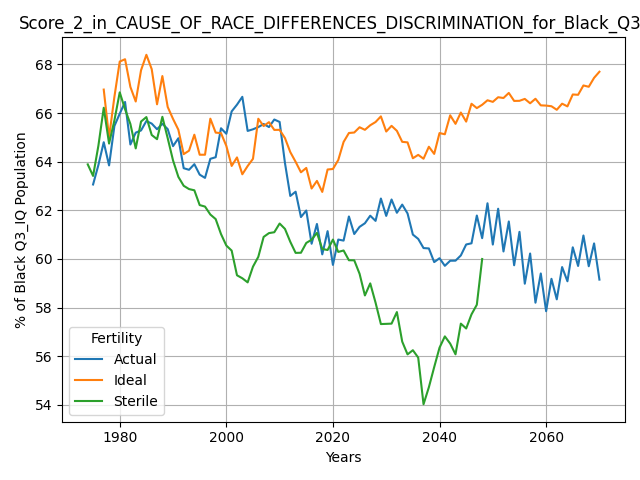 Score_2_in_CAUSE_OF_RACE_DIFFERENCES_DISCRIMINATION_for_Black_Q3
% of Black Q3_IQ Population
68
66
64
62
60
58
56
54
Fertility
Actual
Ideal
Sterile
1980 2000 2020 2040 2060
Years